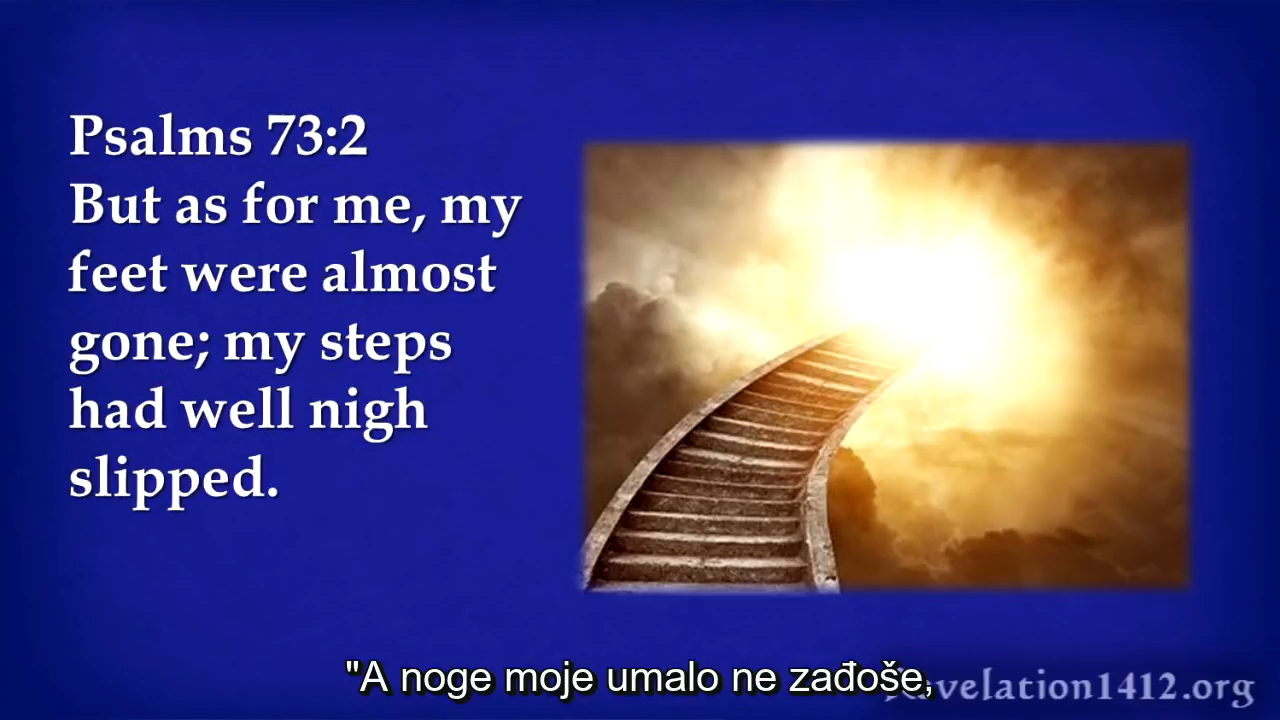 Psalms 73:2
But as for me, my
feet were almost
gone; my steps
had well nigh
slipped.
"A noge moje umalo ne zađoše,
Revelation1412.org